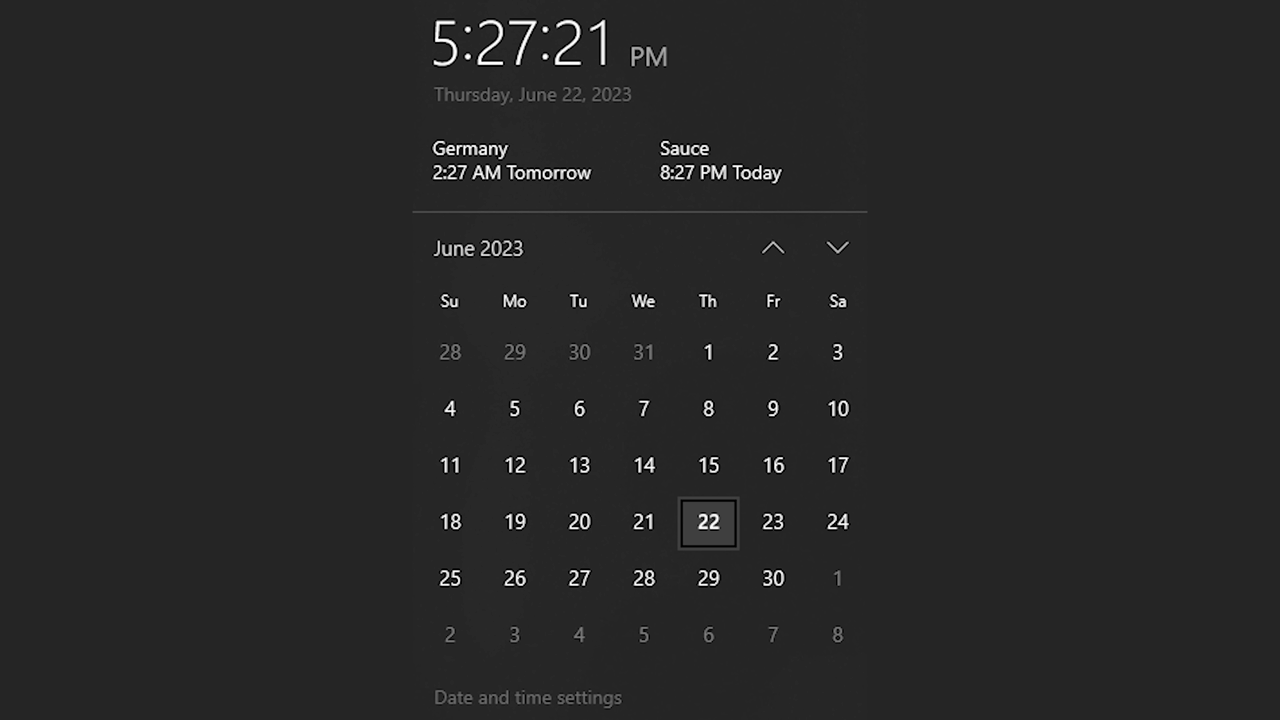 5:27:21 PM
Thursday, June 22, 2023
Germany Sauce
2:27 AM Tomorrow 8:27 PM Today
June 2023
Su Mo Tu We Th Fr Sa
28 29 30 31 1 2 3
4 5 6 7 8 9 10
11 12 13 14 15 16 17
18 19 20 21 22 23 24
25 26 27 28 29 30 1
2 3 4 5 6 7 8
Date and time settings